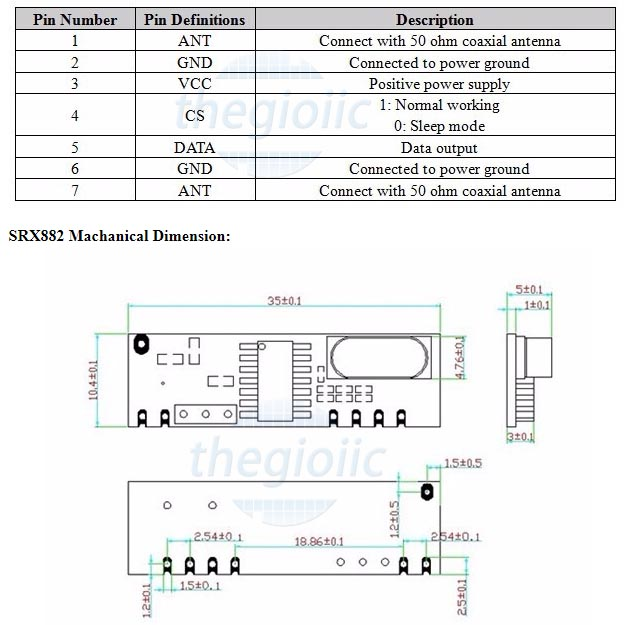 Pin Number Pin Definitions Description
1 ANT Connect with 50 ohm coaxial antenna
2 GND Connected to power ground
3 VCC Positive power supply
4 CS 1: Normal working
0: Sleep mode
5 DATA Data output
6 GND Connected to power ground
7 ANT Connect with 50 ohm coaxial antenna
thegioiic
SRX882 Machanical Dimension:
35±0.1
5±0.1
1±0.1
10.4±0.1
4.76±0.1
3±0.1
thegioiic
1.5±0.5
1.2±0.5
2.54±0.1
18.86±0.1
2.54±0.1
1.5±0.1
1.2±0.1
2.5±0.1